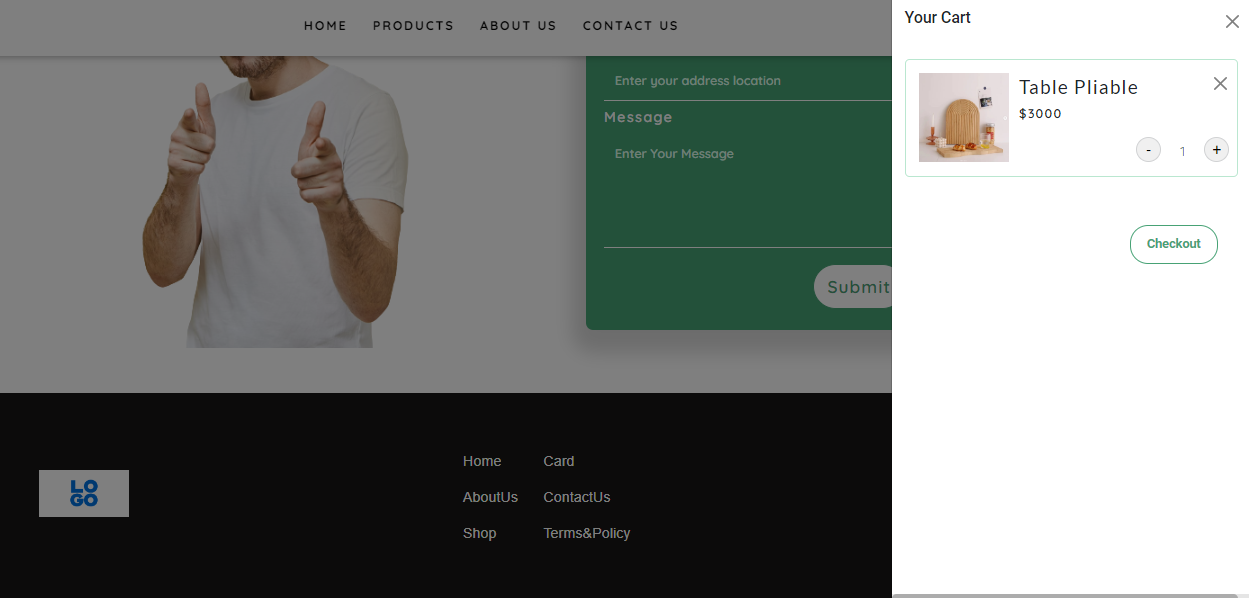 HOME PRODUCTS ABOUT US CONTACT US
Enter your address location
Message
Enter Your Message
Submit
LO
GO
Home Card
AboutUs ContactUs
Shop Terms&Policy
Your Cart
Table Pliable
$3000
- 1 +
Checkout